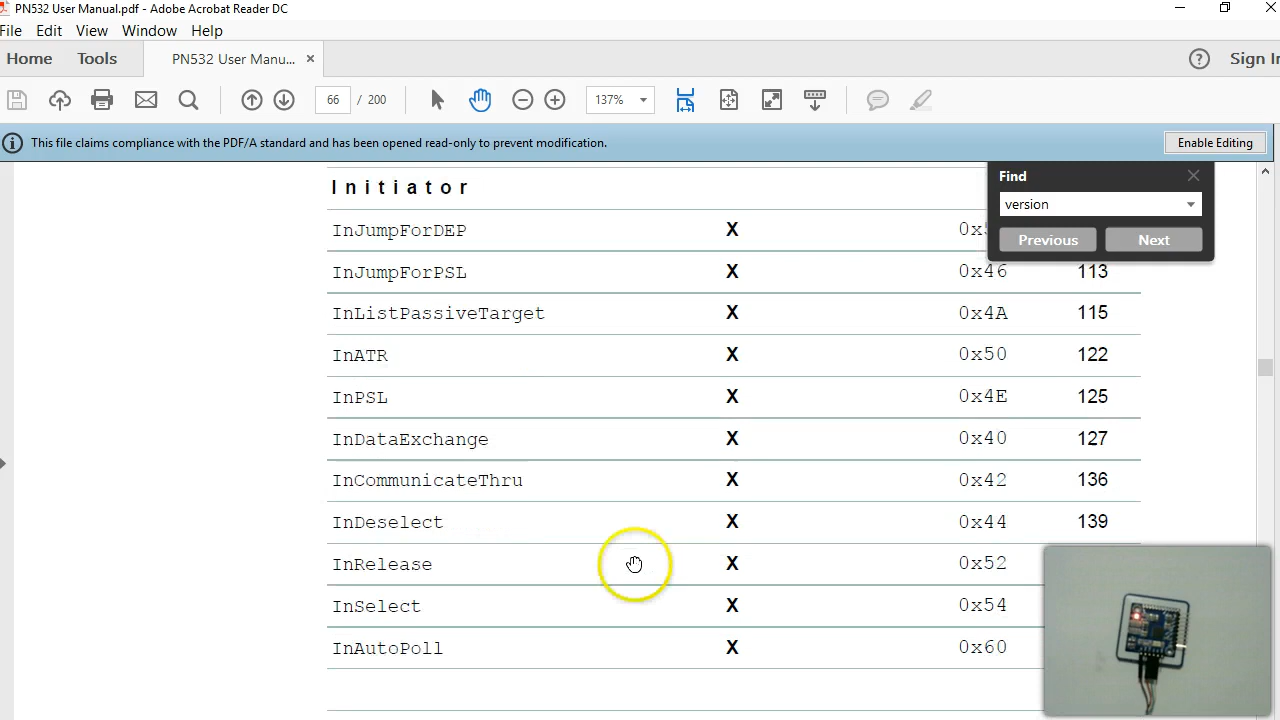 PN532 User Manual.pdf - Adobe Acrobat Reader DC
File Edit View Window Help
Home Tools PN532 User Manu... × ? Sign In
66 / 200 137%
This file claims compliance with the PDF/A standard and has been opened read-only to prevent modification. Enable Editing
Find
version
Previous Next
Initiator
InJumpForDEP X
InJumpForPSL X 0x46 113
InListPassiveTarget X 0x4A 115
InATR X 0x50 122
InPSL X 0x4E 125
InDataExchange X 0x40 127
InCommunicateThru X 0x42 136
InDeselect X 0x44 139
InRelease X 0x52
InSelect X 0x54
InAutoPoll X 0x60